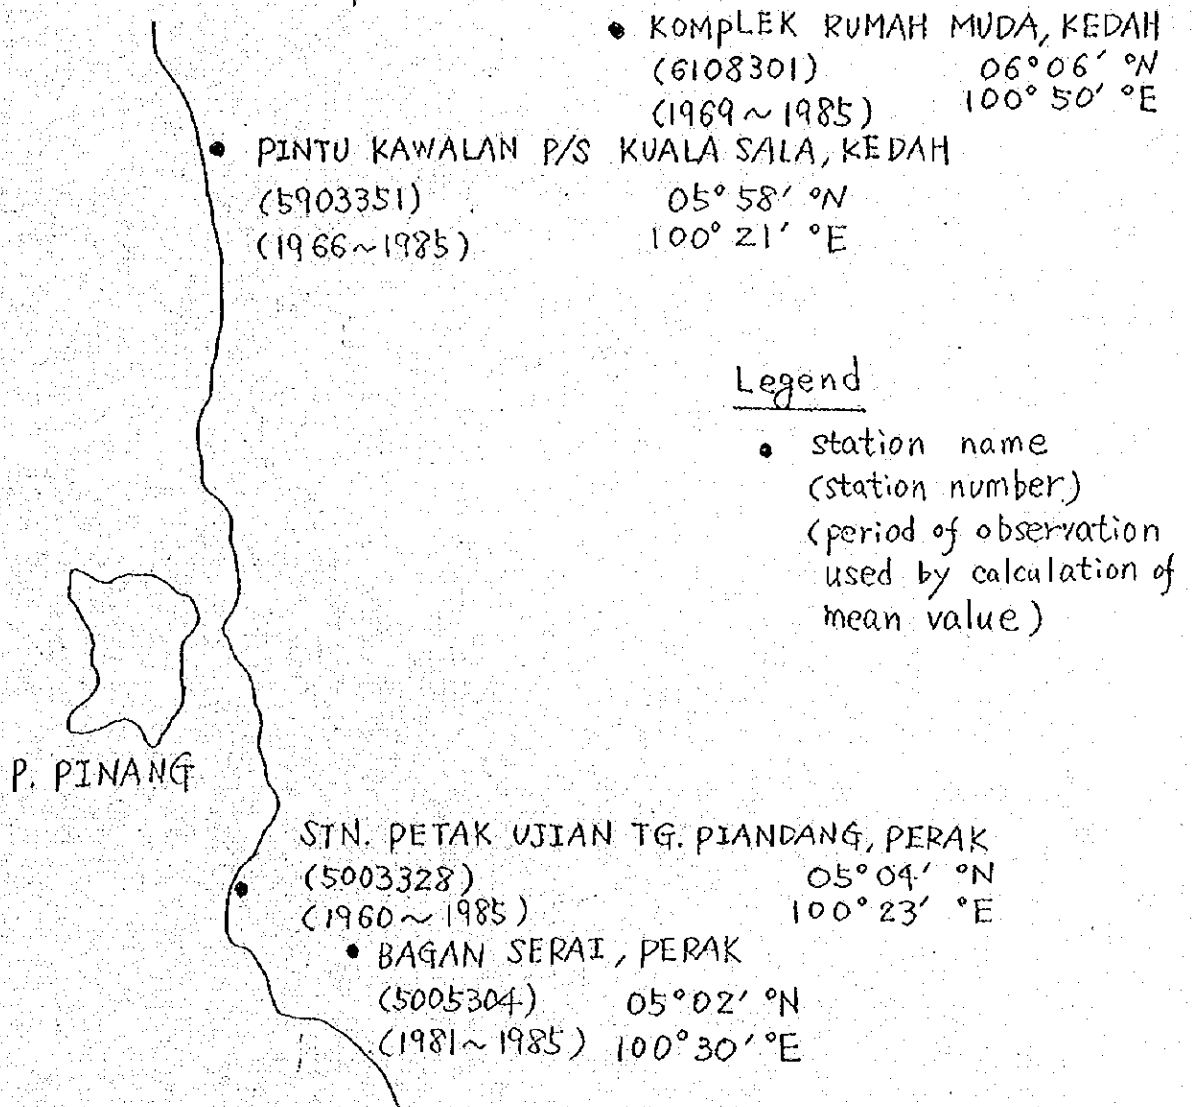 KOMPLEK RUMAH MUDA, KEDAH
(6108301) 06°06′ °N
(1969~1985) 100°50′ °E
PINTU KAWALAN P/S KUALA SALA, KEDAH
(5903351) 05°58′ °N
(1966~1985) 100°21′ °E
Legend
station name
(station number)
(period of observation
used by calculation of
mean value)
P. PINANG
STN. PETAK UJIAN TG. PIANDANG, PERAK
(5003328) 05°04′ °N
(1960~1985) 100°23′ °E
BAGAN SERAI, PERAK
(5005304) 05°02′ °N
(1981~1985) 100°30′ °E